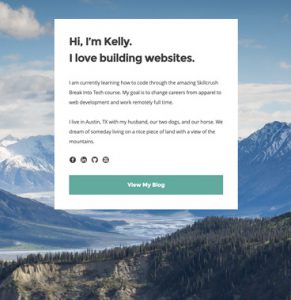 Hi, I'm Kelly.
I love building websites.
I am currently learning how to code through the amazing Skillcrush
Break Into Tech course. My goal is to change careers from apparel to
web development and work remotely full time.
I live in Austin, TX with my husband, our two dogs, and our horse. We
dream of someday living on a nice piece of land with a view of the
mountains.
View My Blog